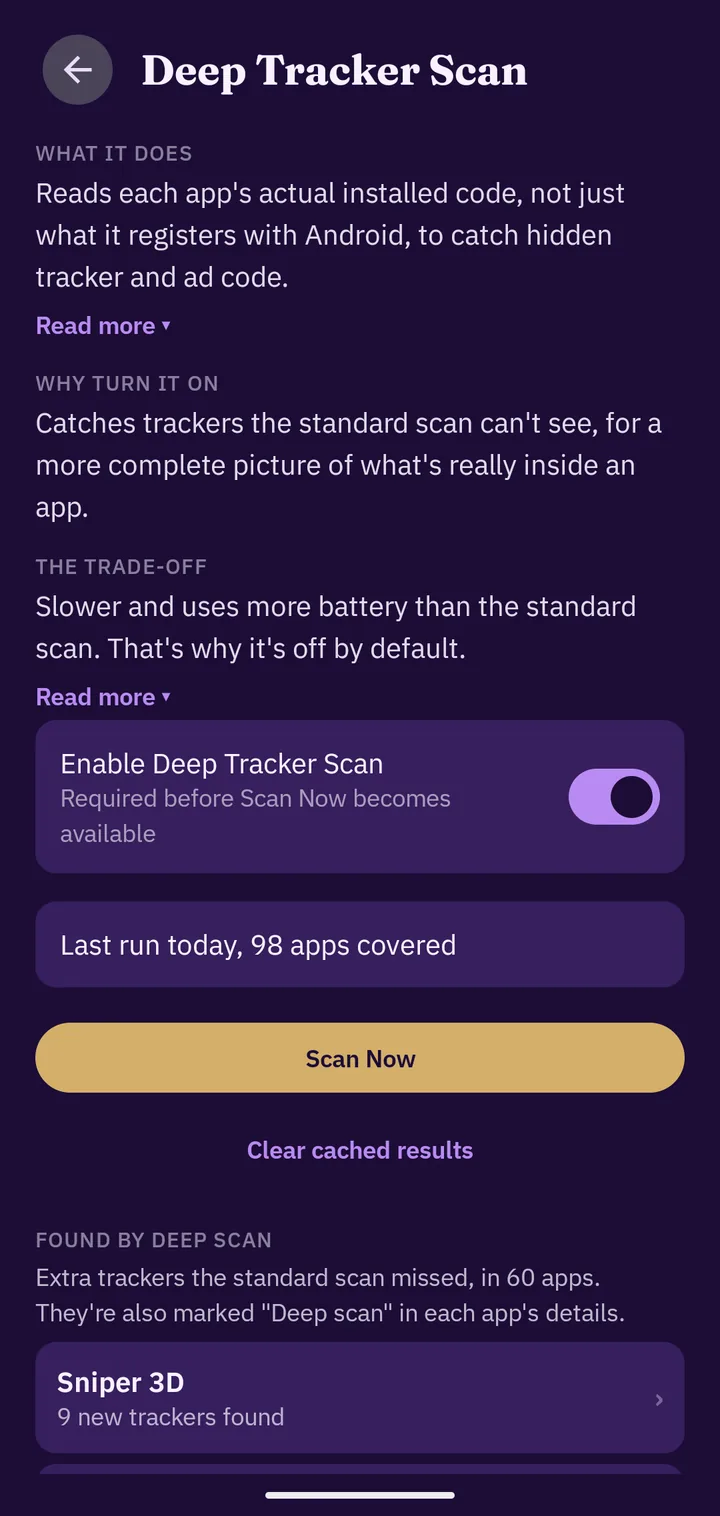 Deep Tracker Scan
WHAT IT DOES
Reads each app's actual installed code, not just
what it registers with Android, to catch hidden
tracker and ad code.
Read more ▾
WHY TURN IT ON
Catches trackers the standard scan can't see, for a
more complete picture of what's really inside an
app.
THE TRADE-OFF
Slower and uses more battery than the standard
scan. That's why it's off by default.
Read more ▾
Enable Deep Tracker Scan
Required before Scan Now becomes
available
Last run today, 98 apps covered
Scan Now
Clear cached results
FOUND BY DEEP SCAN
Extra trackers the standard scan missed, in 60 apps.
They're also marked "Deep scan" in each app's details.
Sniper 3D
9 new trackers found